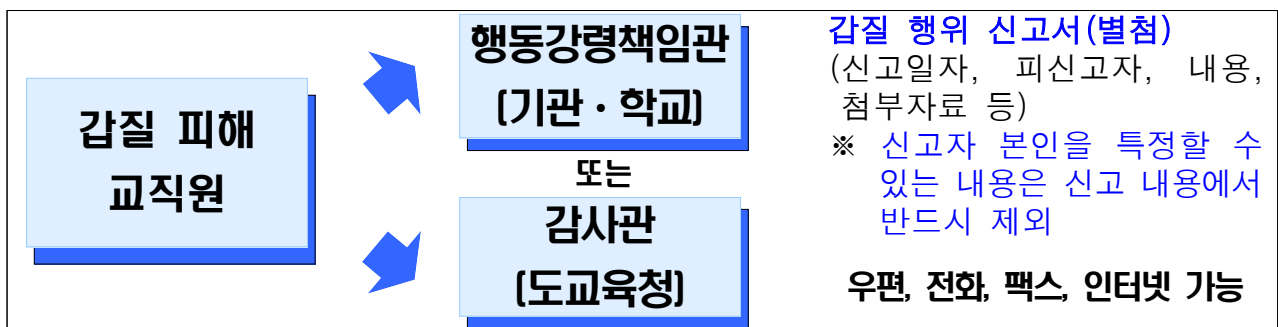 갑질 피해
교직원
행동강령책임관
(기관・학교)
또는
감사관
(도교육청)
갑질 행위 신고서(별첨)
(신고일자, 피신고자, 내용,
첨부자료 등)
※ 신고자 본인을 특정할 수
있는 내용은 신고 내용에서
반드시 제외
우편, 전화, 팩스, 인터넷 가능